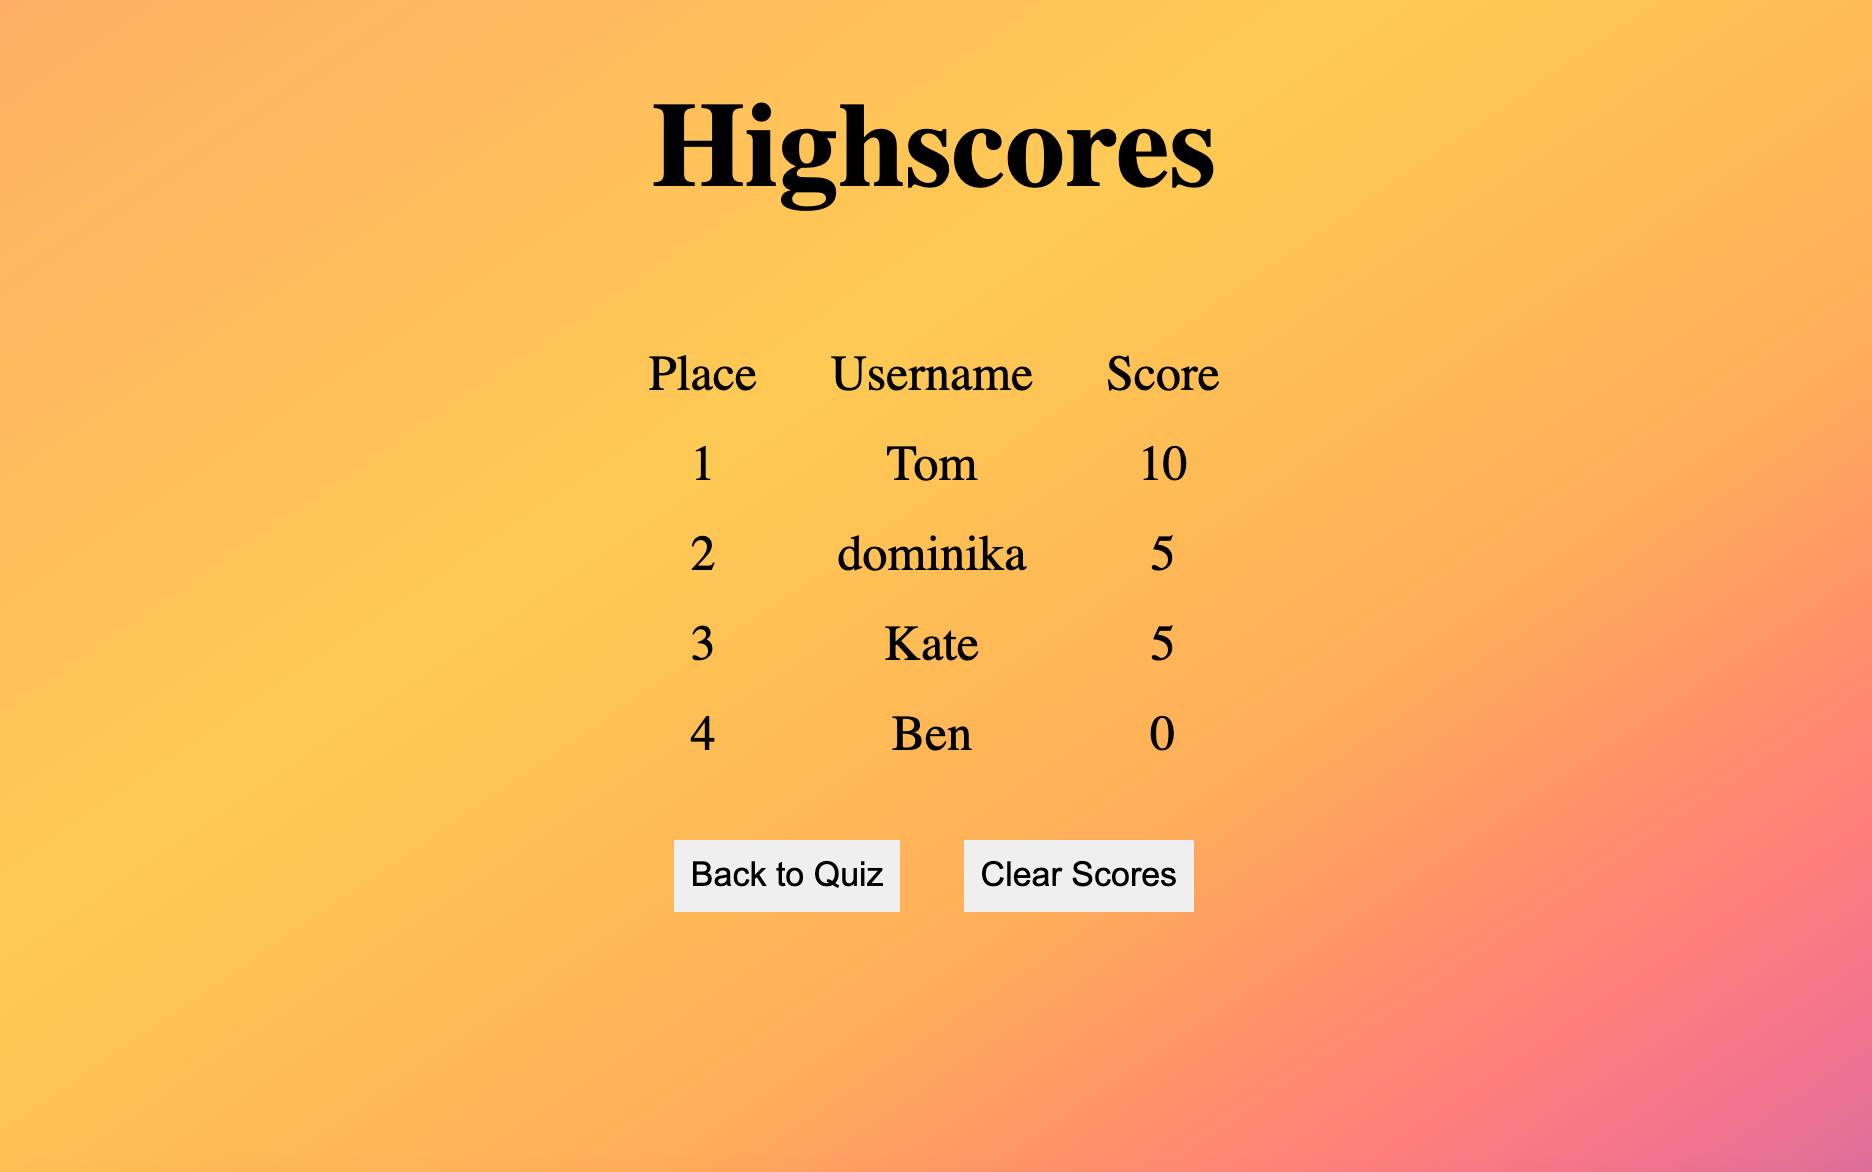 Highscores
Place Username Score
1 Tom 10
2 dominika 5
3 Kate 5
4 Ben 0
Back to Quiz Clear Scores